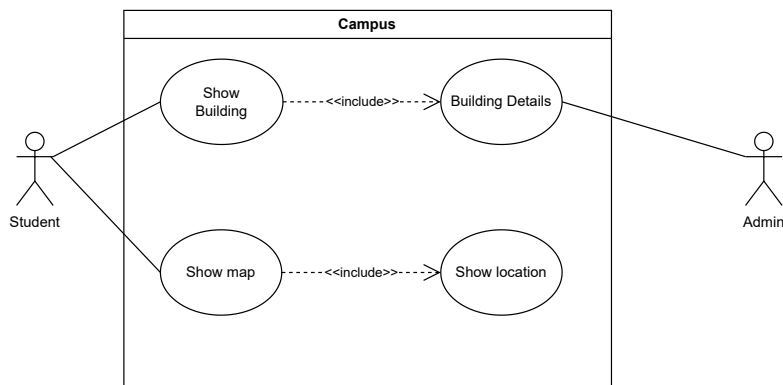 Campus
Show
Building
<<include>>
Building Details
Student
Admin
Show map
<<include>>
Show location